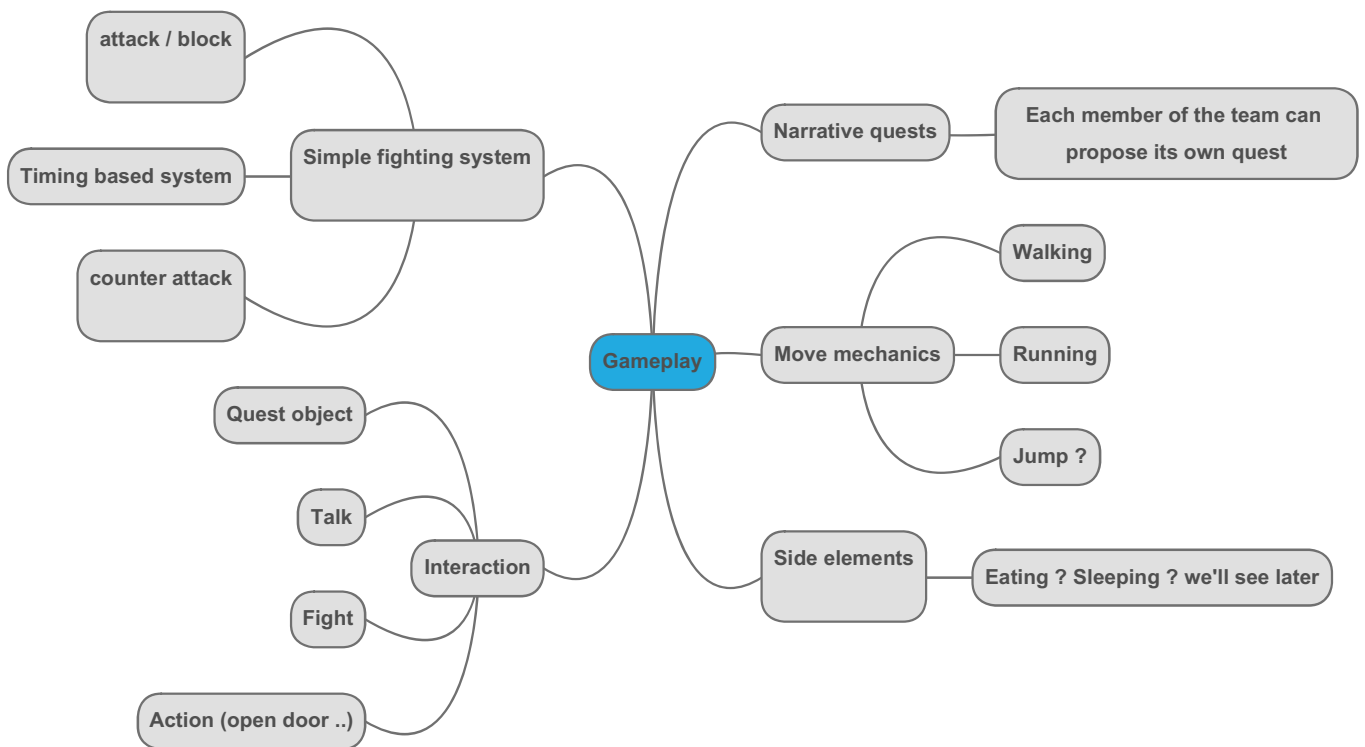 attack / block
Simple fighting system
Timing based system
counter attack
Narrative quests
Each member of the team can
propose its own quest
Walking
Gameplay
Move mechanics
Running
Jump ?
Quest object
Talk
Interaction
Fight
Action (open door ..)
Side elements
Eating ? Sleeping ? we'll see later